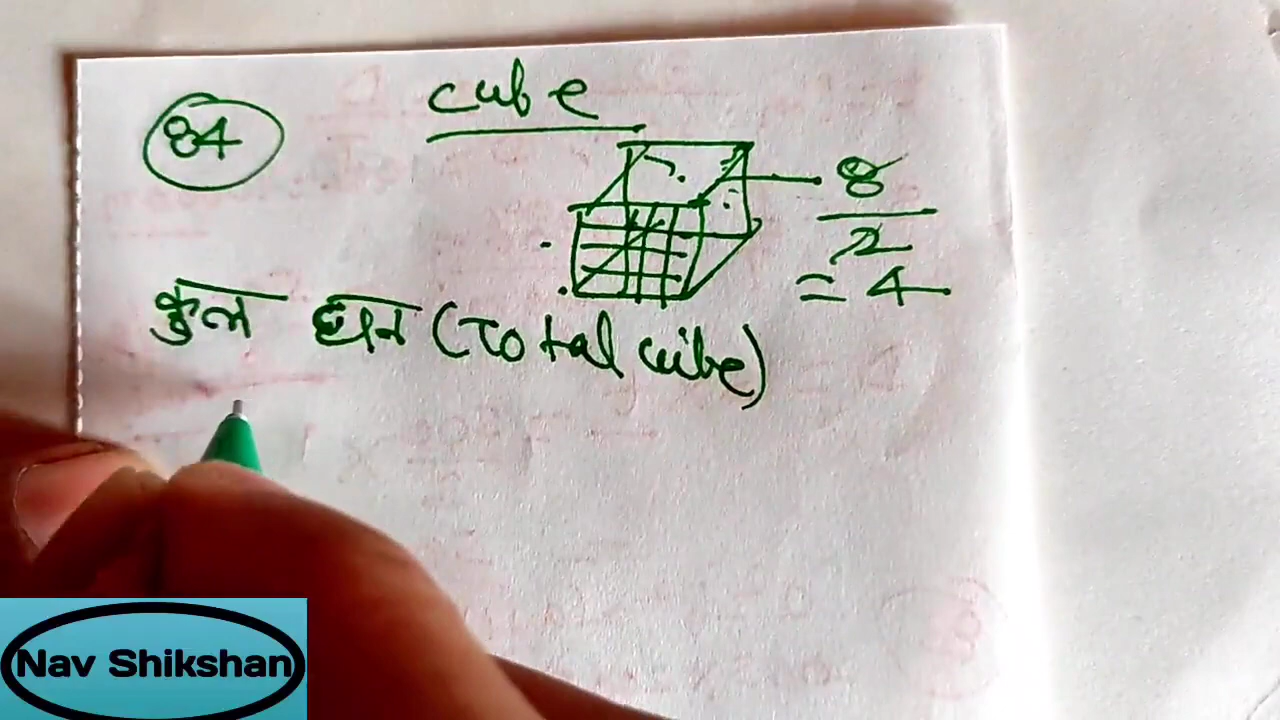 84
cube
8
2
= 4
कुल घन (Total cube)
Nav Shikshan